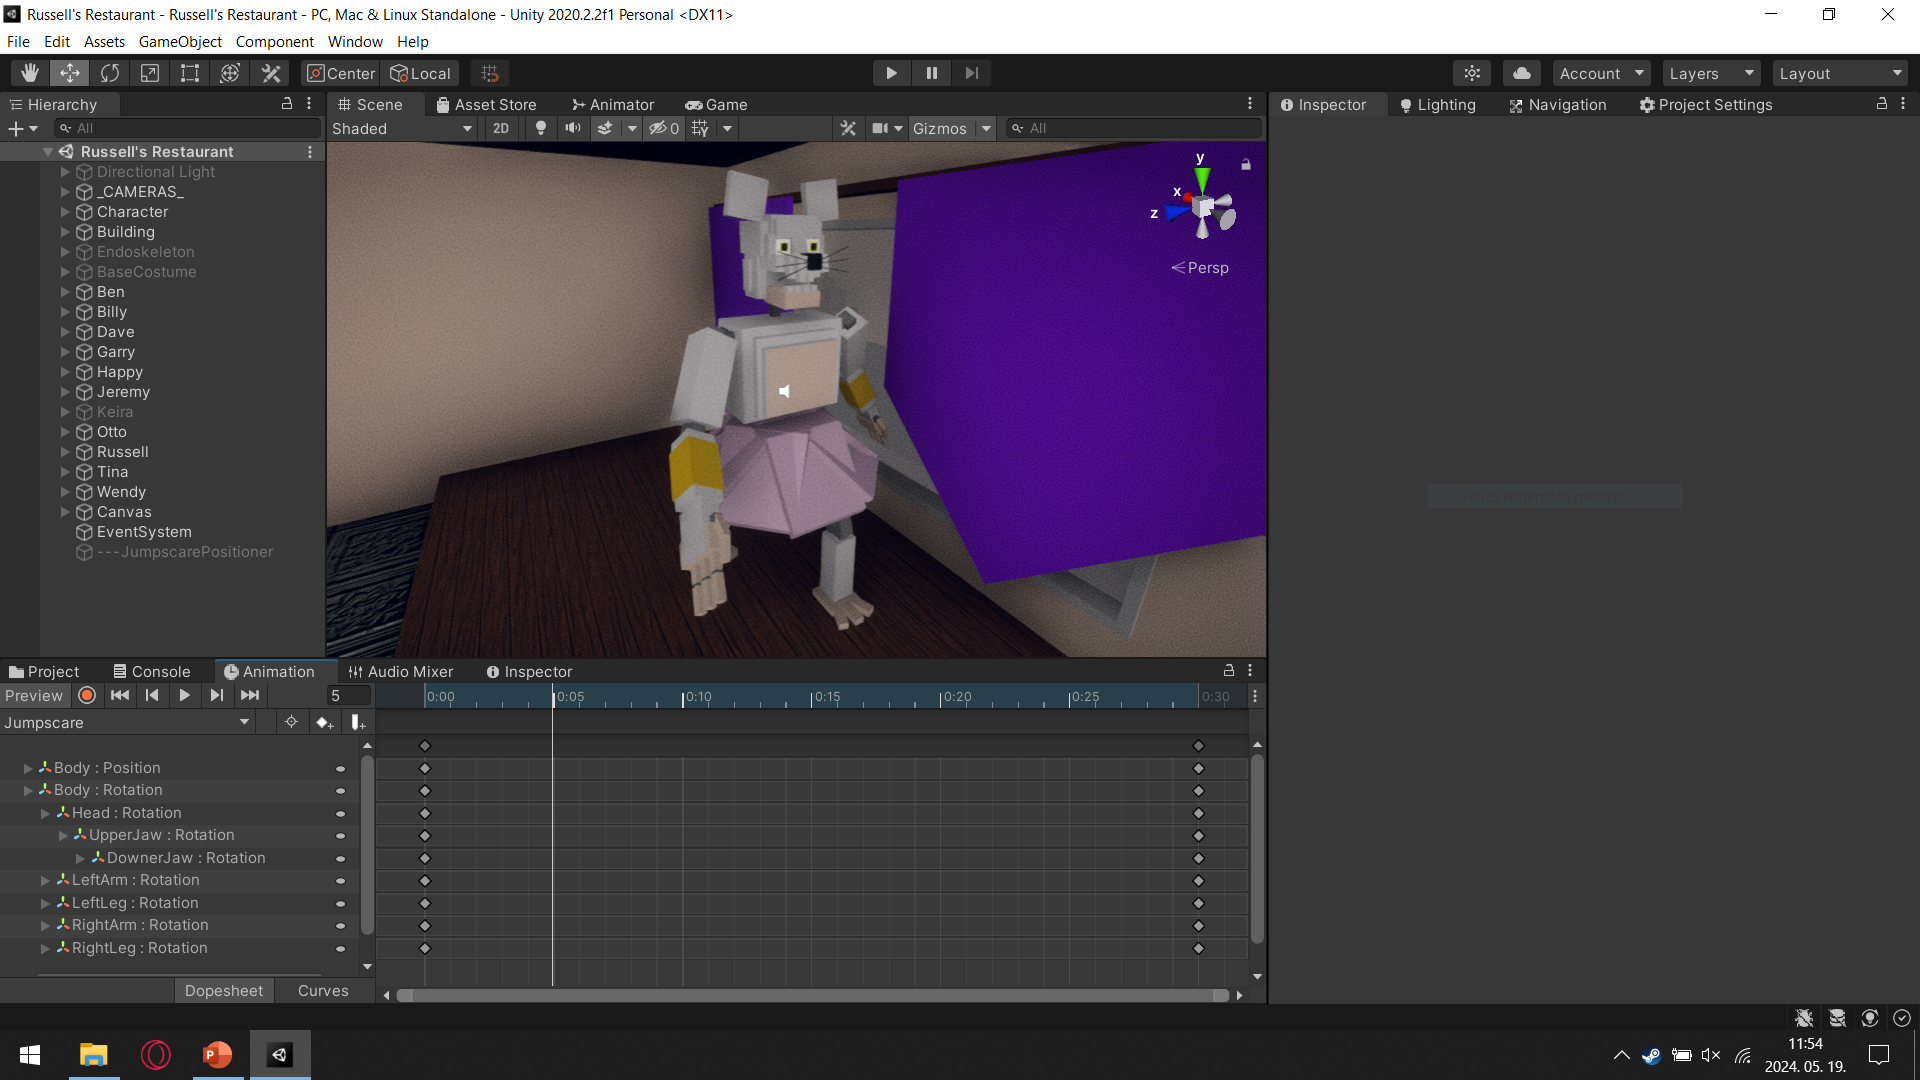 Russell's Restaurant - Russell's Restaurant - PC, Mac & Linux Standalone - Unity 2020.2.2f1 Personal <DX11>
File Edit Assets GameObject Component Window Help
Center Local Account Layers Layout
Hierarchy
All
Russell's Restaurant
Directional Light
_CAMERAS_
Character
Building
Endoskeleton
BaseCostume
Ben
Billy
Dave
Garry
Happy
Jeremy
Keira
Otto
Russell
Tina
Wendy
Canvas
EventSystem
---JumpscarePositioner
Scene Asset Store Animator Game
Shaded 2D 0 Gizmos All
y
x
z
Persp
Inspector Lighting Navigation Project Settings
Project Console Animation Audio Mixer Inspector
Preview 5 0:00 0:05 0:10 0:15 0:20 0:25 0:30
Jumpscare
Body : Position
Body : Rotation
Head : Rotation
UpperJaw : Rotation
DownerJaw : Rotation
LeftArm : Rotation
LeftLeg : Rotation
RightArm : Rotation
RightLeg : Rotation
Dopesheet Curves
P
11:54
2024. 05. 19.